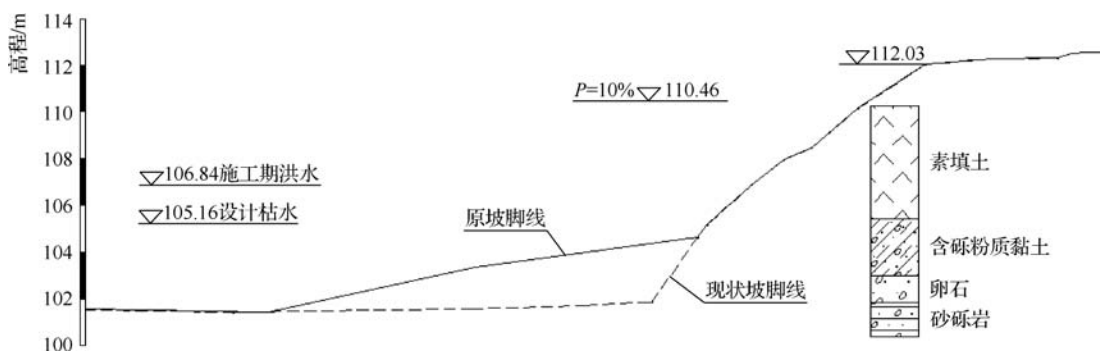 高程/m
114
112
110
108
106
104
102
100
112.03
P=10% 110.46
106.84施工期洪水
105.16设计枯水
原坡脚线
现状坡脚线
素填土
含砾粉质黏土
卵石
砂砾岩